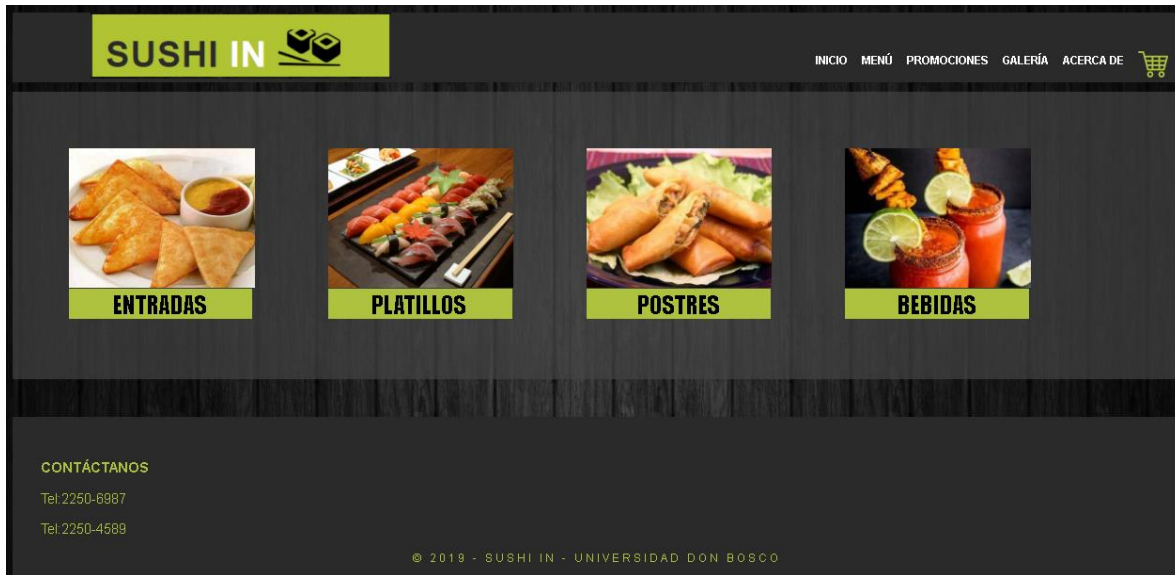 SUSHI IN
INICIO MENÚ PROMOCIONES GALERÍA ACERCA DE
ENTRADAS PLATILLOS POSTRES BEBIDAS
CONTÁCTANOS
Tel:2250-6987
Tel:2250-4589
© 2019 - SUSHI IN - UNIVERSIDAD DON BOSCO